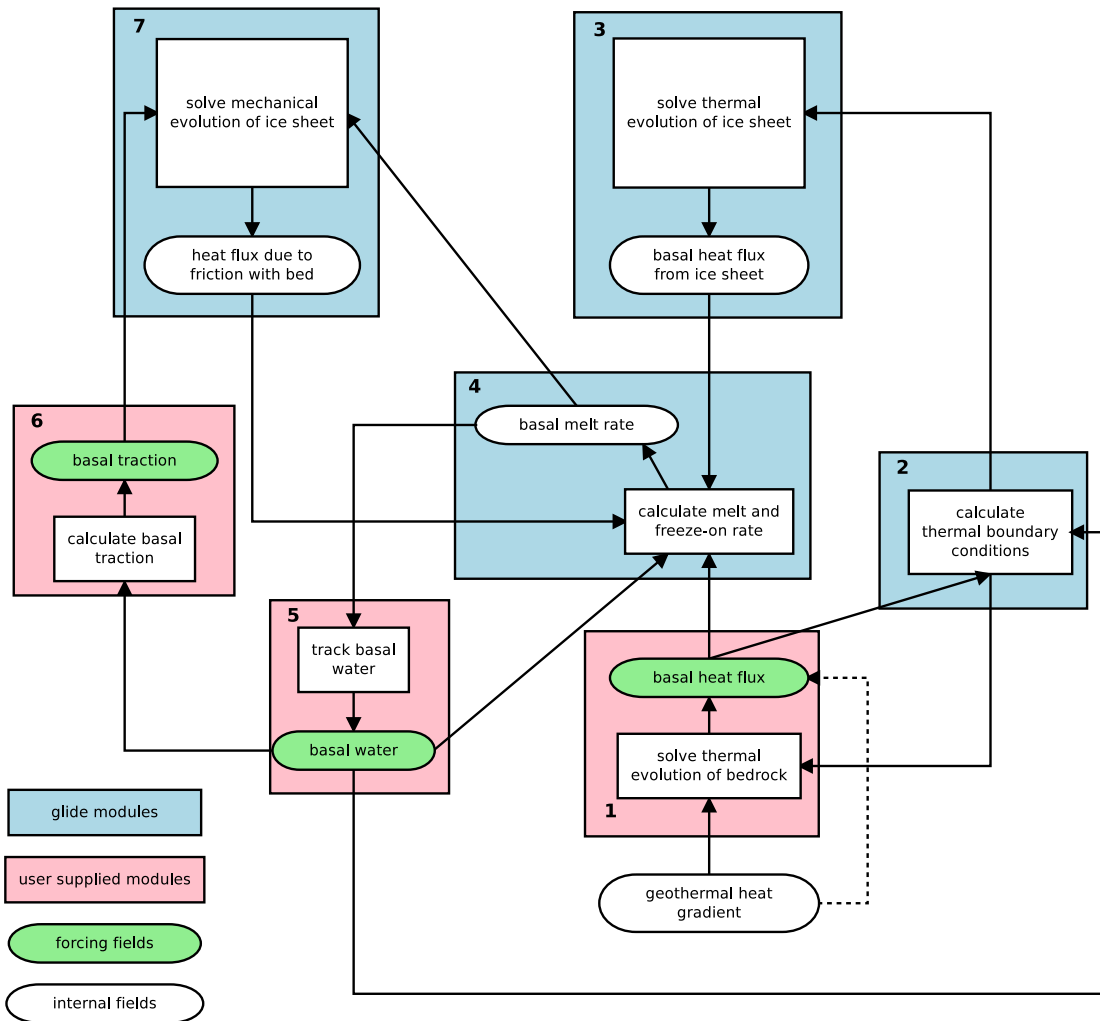 7
solve mechanical
evolution of ice sheet
heat flux due to
friction with bed
3
solve thermal
evolution of ice sheet
basal heat flux
from ice sheet
4
basal melt rate
calculate melt and
freeze-on rate
6
basal traction
calculate basal
traction
2
calculate
thermal boundary
conditions
5
track basal
water
basal water
basal heat flux
solve thermal
evolution of bedrock
1
geothermal heat
gradient
glide modules
user supplied modules
forcing fields
internal fields